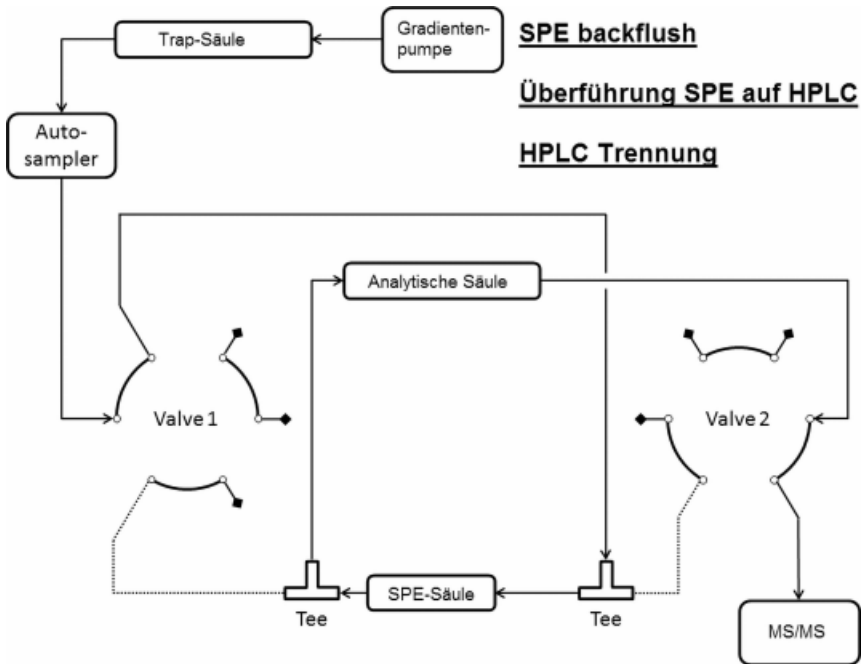 Trap-Säule
Gradienten-
pumpe
SPE backflush
Überführung SPE auf HPLC
HPLC Trennung
Auto-
sampler
Analytische Säule
Valve 1
Valve 2
SPE-Säule
Tee
Tee
MS/MS